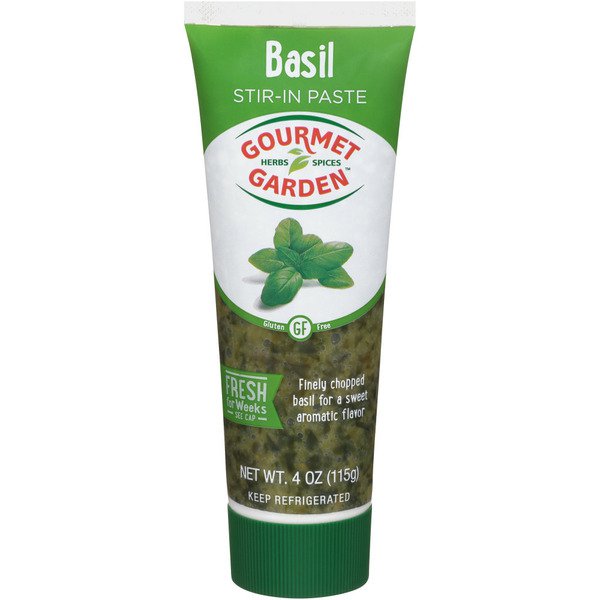 Basil
STIR-IN PASTE
GOURMET
HERBS SPICES
GARDEN™
Gluten GF Free
FRESH
for Weeks
SEE CAP
Finely chopped
basil for a sweet
aromatic flavor
NET WT. 4 OZ (115g)
KEEP REFRIGERATED